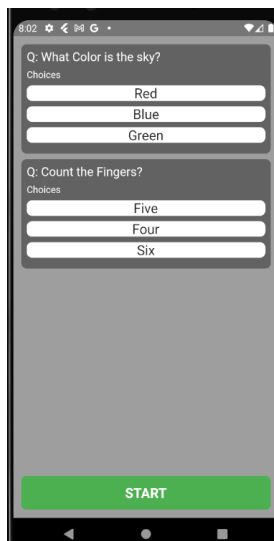 8:02
Q: What Color is the sky?
Choices
Red
Blue
Green
Q: Count the Fingers?
Choices
Five
Four
Six
START